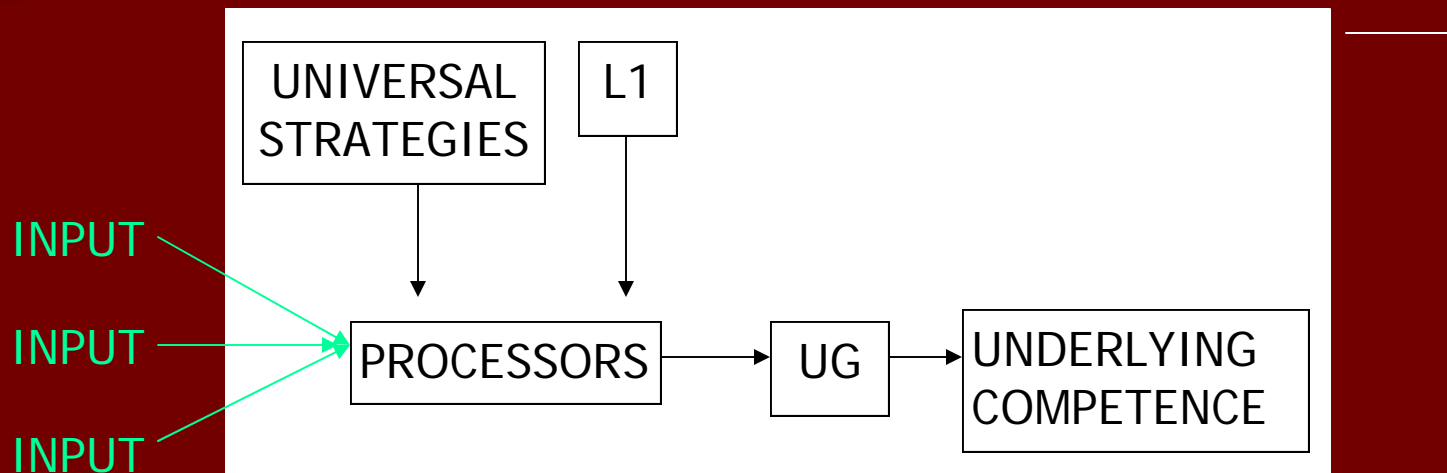 UNIVERSAL
STRATEGIES
L1
INPUT
INPUT
INPUT
PROCESSORS
UG
UNDERLYING
COMPETENCE